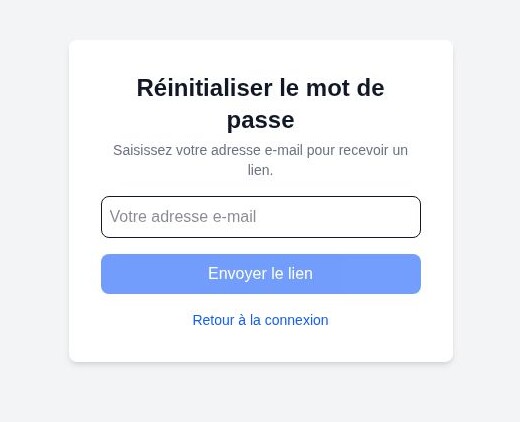 Réinitialiser le mot de
passe
Saisissez votre adresse e-mail pour recevoir un
lien.
Votre adresse e-mail
Envoyer le lien
Retour à la connexion